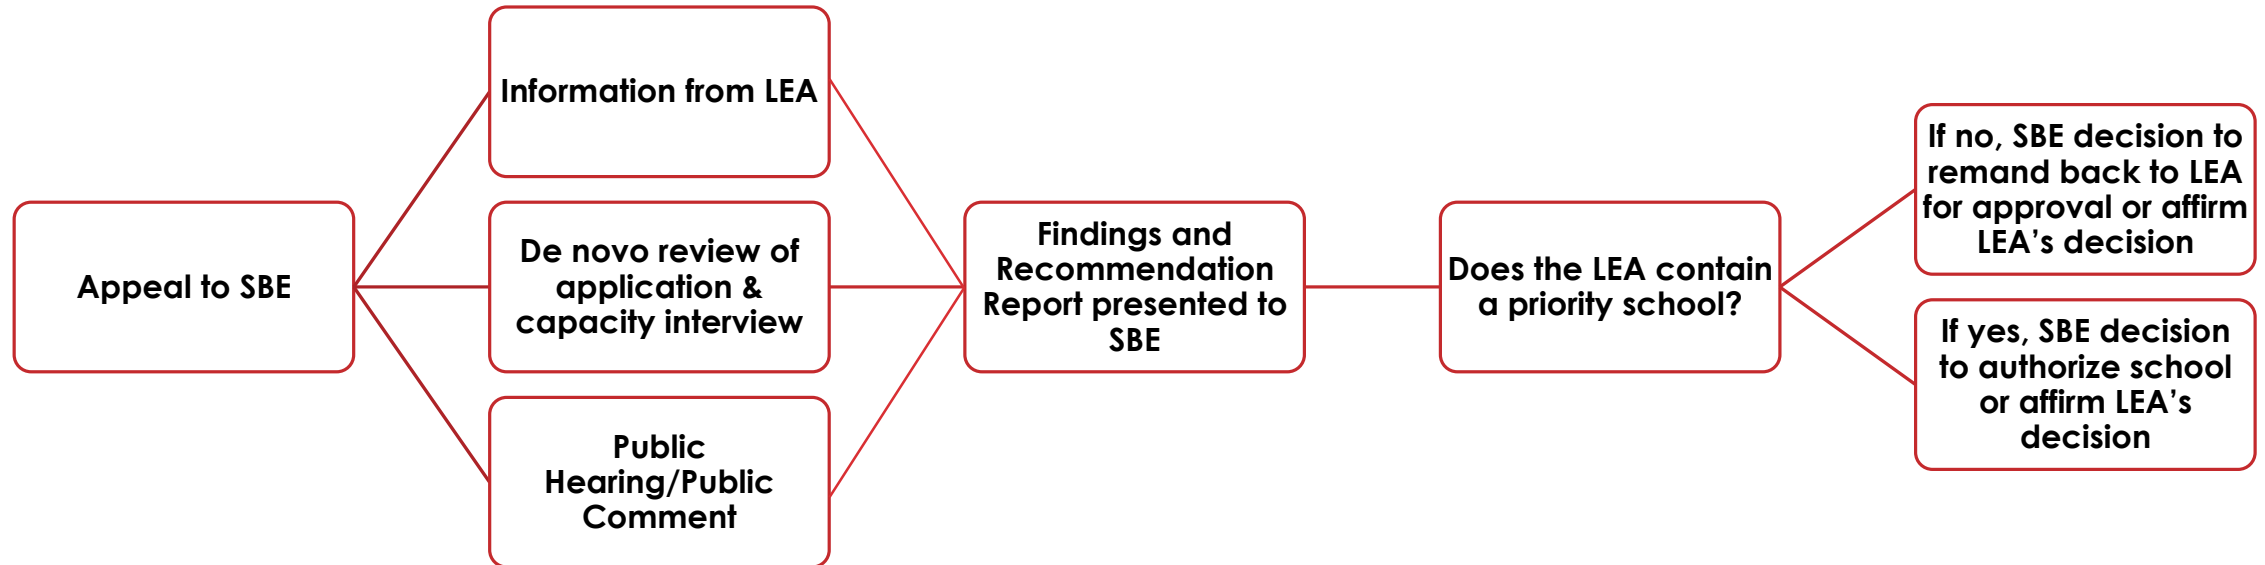 Appeal to SBE
Information from LEA
De novo review of
application &
capacity interview
Public
Hearing/Public
Comment
Findings and
Recommendation
Report presented to
SBE
Does the LEA contain
a priority school?
If no, SBE decision to
remand back to LEA
for approval or affirm
LEA’s decision
If yes, SBE decision
to authorize school
or affirm LEA’s
decision